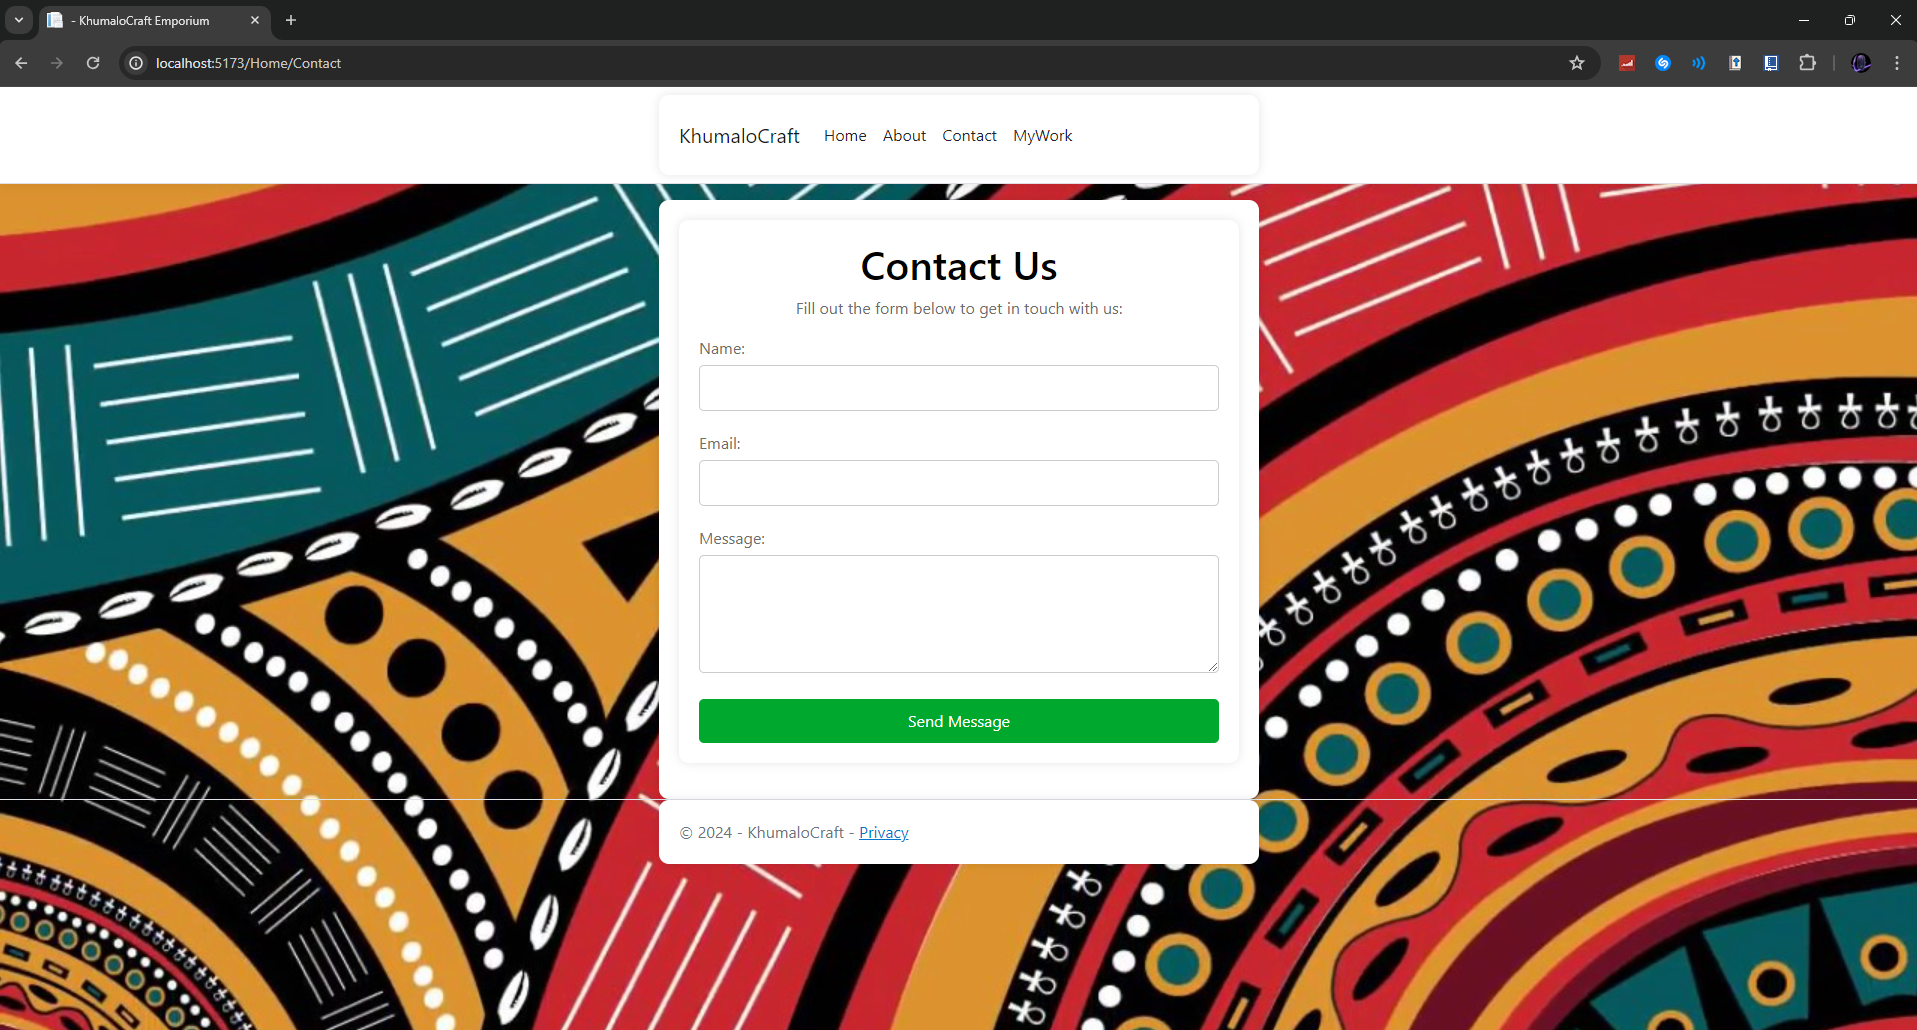 - KhumaloCraft Emporium
localhost:5173/Home/Contact
KhumaloCraft Home About Contact MyWork
Contact Us
Fill out the form below to get in touch with us:
Name:
Email:
Message:
Send Message
© 2024 - KhumaloCraft - Privacy